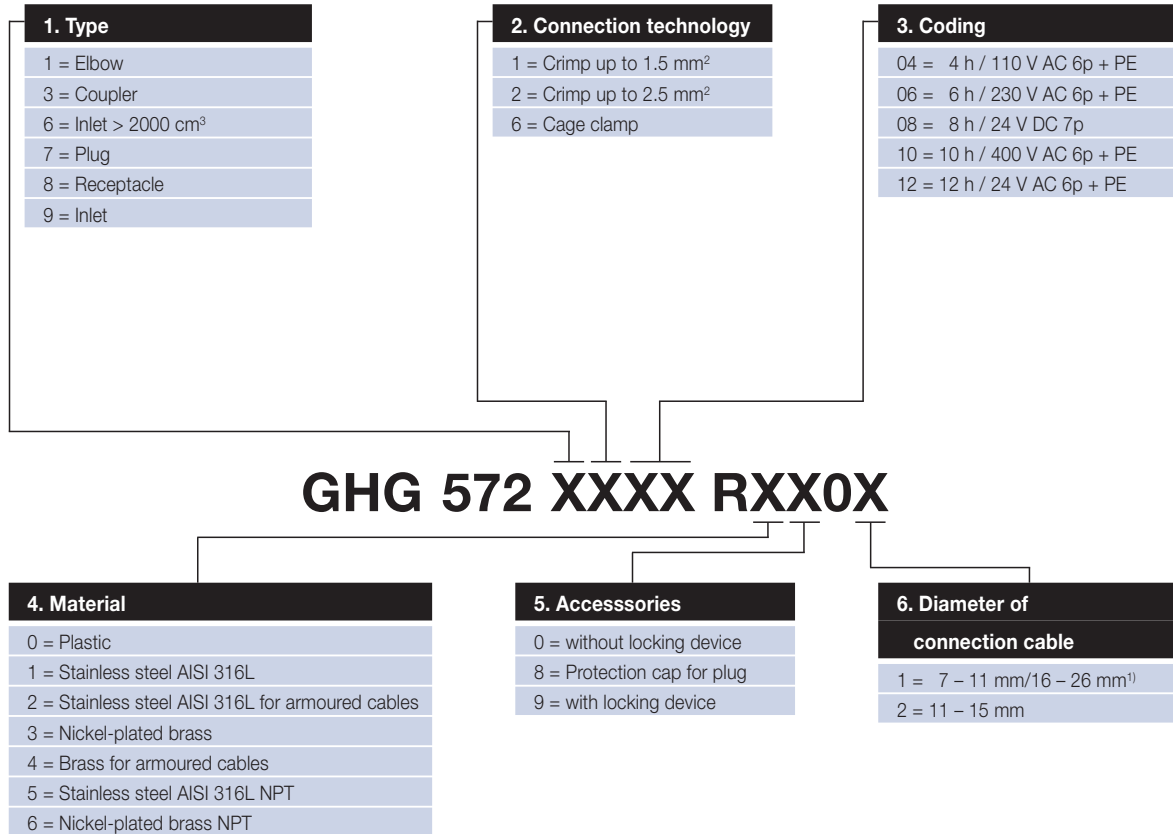 1. Type
1 = Elbow
3 = Coupler
6 = Inlet > 2000 cm³
7 = Plug
8 = Receptacle
9 = Inlet
2. Connection technology
1 = Crimp up to 1.5 mm²
2 = Crimp up to 2.5 mm²
6 = Cage clamp
3. Coding
04 = 4 h / 110 V AC 6p + PE
06 = 6 h / 230 V AC 6p + PE
08 = 8 h / 24 V DC 7p
10 = 10 h / 400 V AC 6p + PE
12 = 12 h / 24 V AC 6p + PE
GHG 572 XXXX RXX0X
4. Material
0 = Plastic
1 = Stainless steel AISI 316L
2 = Stainless steel AISI 316L for armoured cables
3 = Nickel-plated brass
4 = Brass for armoured cables
5 = Stainless steel AISI 316L NPT
6 = Nickel-plated brass NPT
5. Accesssories
0 = without locking device
8 = Protection cap for plug
9 = with locking device
6. Diameter of
connection cable
1 = 7 – 11 mm/16 – 26 mm¹⁾
2 = 11 – 15 mm